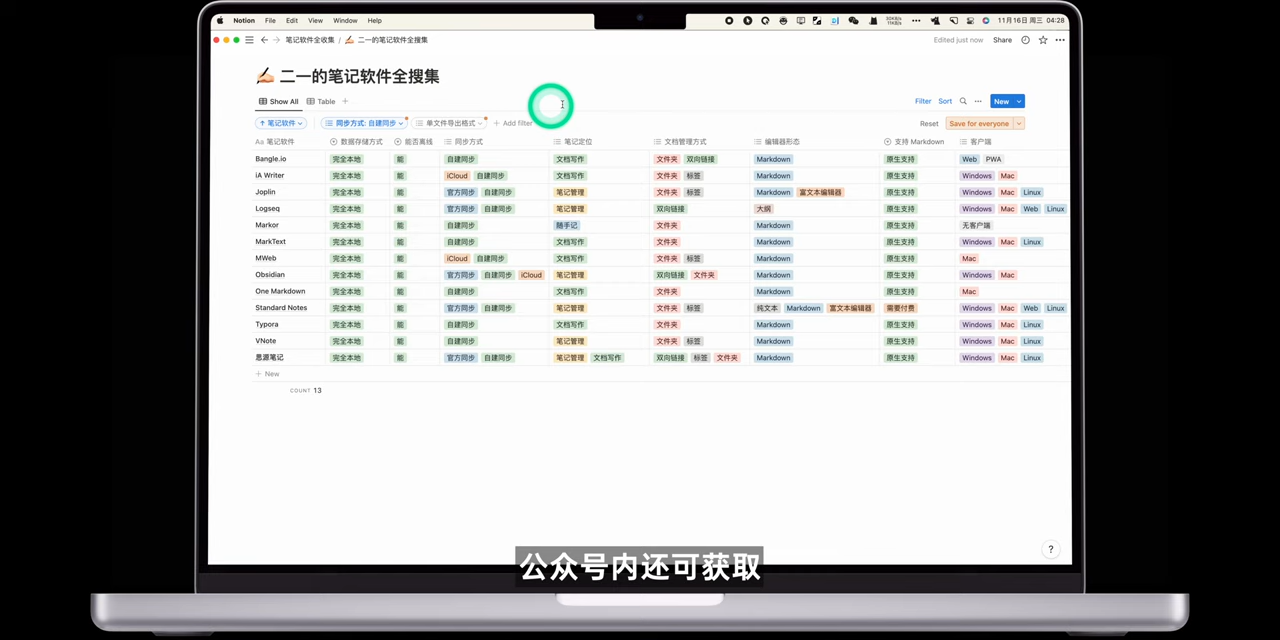 Notion File Edit View Window Help 11月16日 周三 04:28
笔记软件全收集 / 二一的笔记软件全搜集 Edited just now Share
二一的笔记软件全搜集
Show All Table Filter Sort New
笔记软件 同步方式: 自建同步 单文件导出格式 Add filter Reset Save for everyone
Aa 笔记软件 数据存储方式 能否离线 同步方式 笔记定位 文档管理方式 编辑器形态 支持 Markdown 客户端
Bangle.io 完全本地 能 自建同步 文档写作 文件夹 双向链接 Markdown 原生支持 Web PWA
iA Writer 完全本地 能 iCloud 自建同步 文档写作 文件夹 标签 Markdown 原生支持 Windows Mac
Joplin 完全本地 能 官方同步 自建同步 笔记管理 文件夹 标签 Markdown 富文本编辑器 原生支持 Windows Mac Linux
Logseq 完全本地 能 官方同步 自建同步 笔记管理 双向链接 大纲 原生支持 Windows Mac Web Linux
Markor 完全本地 能 自建同步 随手记 文件夹 Markdown 原生支持 无客户端
MarkText 完全本地 能 自建同步 文档写作 文件夹 Markdown 原生支持 Windows Mac Linux
MWeb 完全本地 能 iCloud 自建同步 文档写作 文件夹 标签 Markdown 原生支持 Mac
Obsidian 完全本地 能 官方同步 自建同步 iCloud 笔记管理 双向链接 文件夹 Markdown 原生支持 Windows Mac
One Markdown 完全本地 能 自建同步 文档写作 文件夹 Markdown 原生支持 Mac
Standard Notes 完全本地 能 官方同步 自建同步 笔记管理 文件夹 标签 纯文本 Markdown 富文本编辑器 需要付费 Windows Mac Web Linux
Typora 完全本地 能 自建同步 文档写作 文件夹 Markdown 原生支持 Windows Mac Linux
VNote 完全本地 能 自建同步 笔记管理 文件夹 标签 Markdown 原生支持 Windows Mac Linux
思源笔记 完全本地 能 官方同步 自建同步 笔记管理 文档写作 双向链接 标签 文件夹 Markdown 原生支持 Windows Mac Linux
+ New
COUNT 13
?
公众号内还可获取